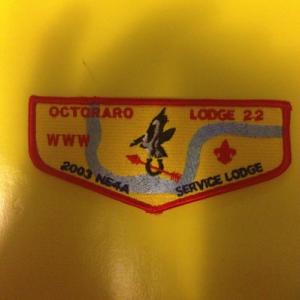 OCTORARO LODGE 22
WWW
2003 NE4A SERVICE LODGE